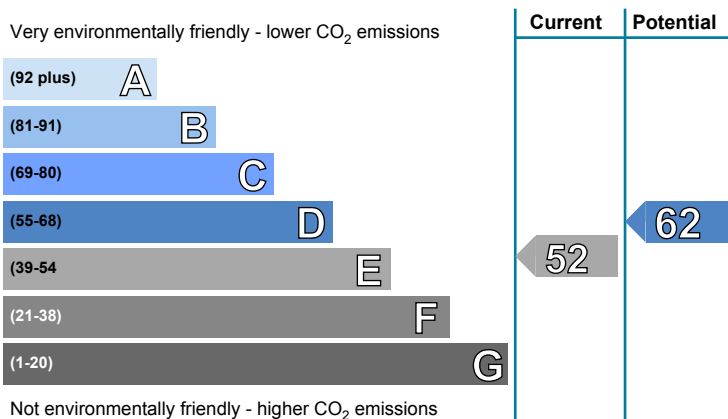 Very environmentally friendly - lower CO₂ emissions
Current
Potential
(92 plus) A
(81-91) B
(69-80) C
(55-68) D
(39-54 E
(21-38) F
(1-20) G
52
62
Not environmentally friendly - higher CO₂ emissions